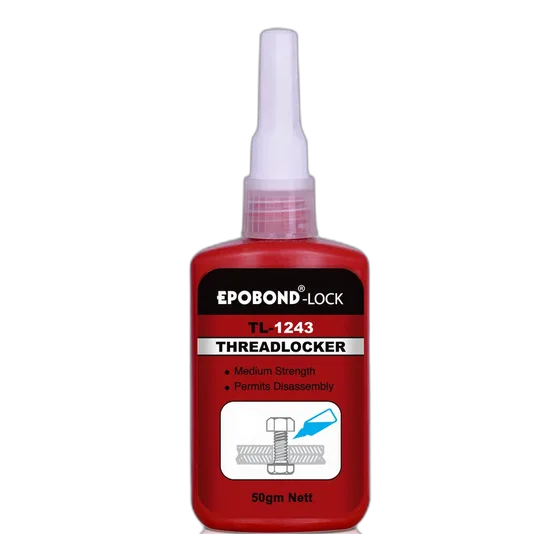 EPOBOND®-LOCK
TL-1243
THREADLOCKER
• Medium Strength
• Permits Disassembly
50gm Nett